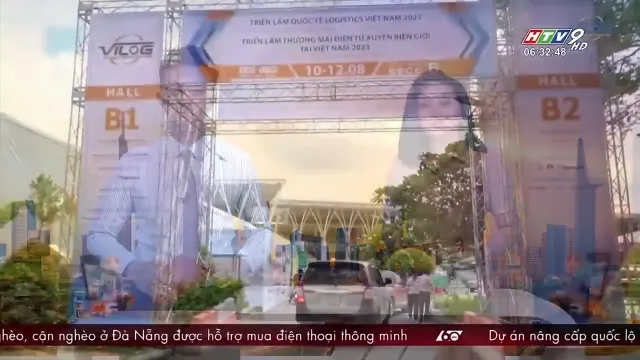 TRIỂN LÃM QUỐC TẾ LOGISTICS VIỆT NAM 2023
TRIỂN LÃM THƯƠNG MẠI ĐIỆN TỬ XUYÊN BIÊN GIỚI
TẠI VIỆT NAM 2023
10-12.08
VILOG
HALL
B1
HALL
B2
HTV9
HD
06:32:48
ghèo, cận nghèo ở Đà Nẵng được hỗ trợ mua điện thoại thông minh
Dự án nâng cấp quốc lộ